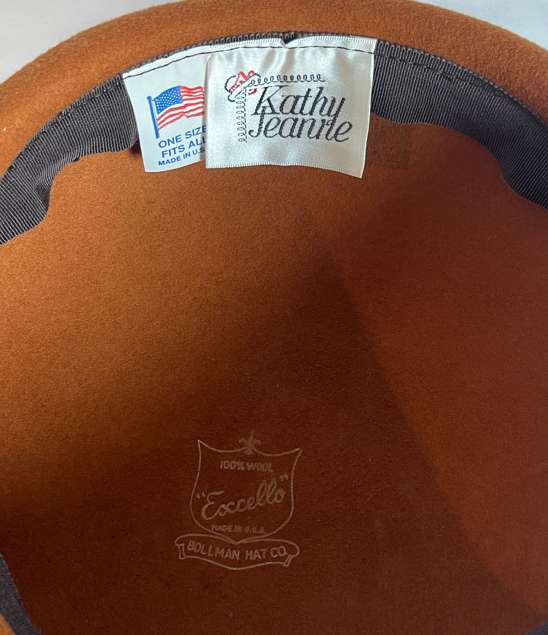 ONE SIZE
FITS ALL
MADE IN U.S.
Kathy
Jeanne
100% WOOL
"Excello"
MADE IN U.S.A.
BOLLMAN HAT CO.